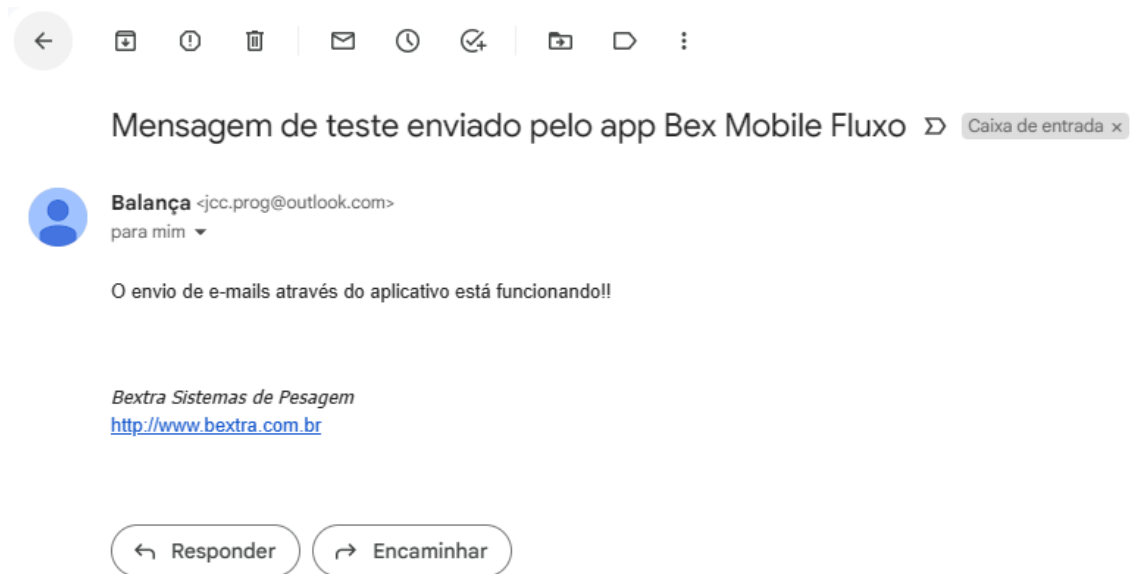 Mensagem de teste enviado pelo app Bex Mobile Fluxo Caixa de entrada x
Balança <jcc.prog@outlook.com>
para mim
O envio de e-mails através do aplicativo está funcionando!!
Bextra Sistemas de Pesagem
http://www.bextra.com.br
Responder Encaminhar